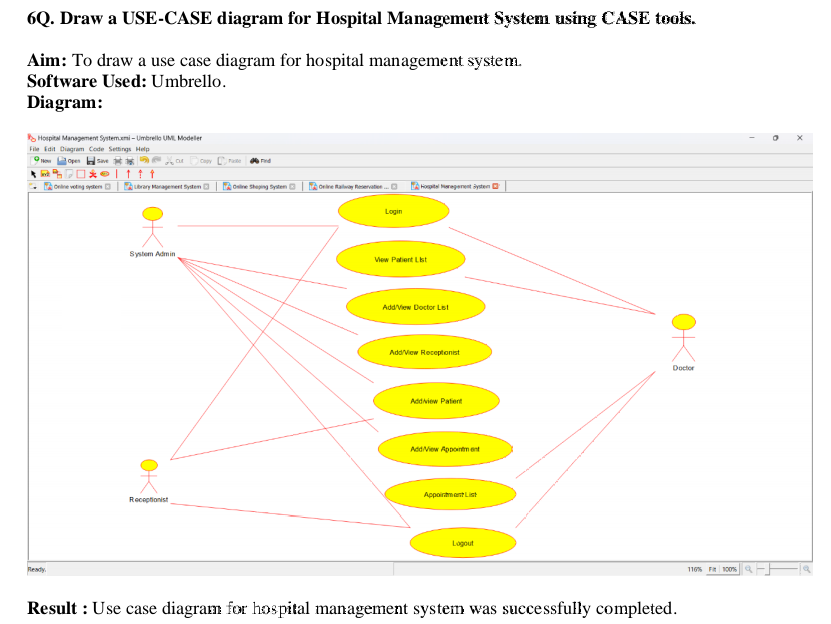 6Q. Draw a USE-CASE diagram for Hospital Management System using CASE tools.
Aim: To draw a use case diagram for hospital management system.
Software Used: Umbrello.
Diagram:
Hospital Management System.xmi – Umbrello UML Modeller
File Edit Diagram Code Settings Help
New Open Save Cut Copy Paste Find
Online voting system Library Management System Online Shoping System Online Railway Reservation ... Hospital Management System
Login
System Admin
View Patient List
Add/View Doctor List
Add/View Receptionist
Doctor
Add/view Patient
Add/View Appointment
Receptionist
Appointment List
Logout
Ready.
116% Fit 100%
Result : Use case diagram for hospital management system was successfully completed.